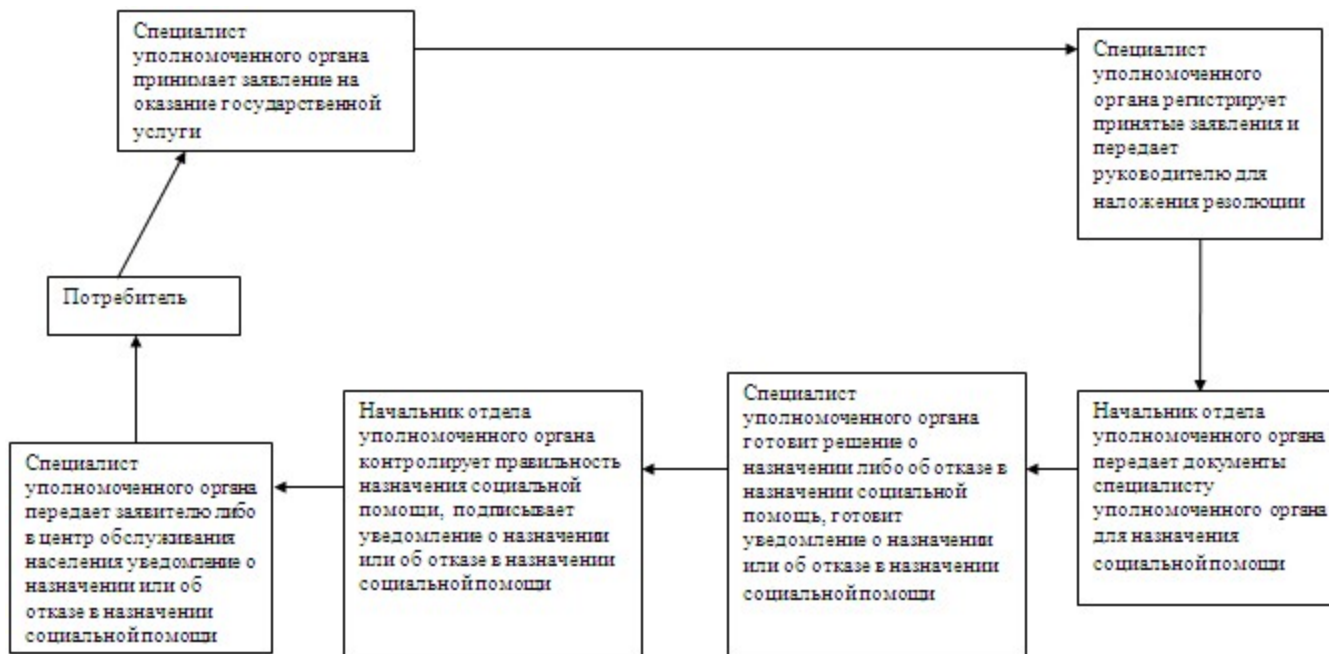 Специалист
уполномоченного органа
принимает заявление на
оказание государственной
услуги
Специалист
уполномоченного
органа регистрирует
принятые заявления и
передает
руководителю для
наложения резолюции
Потребитель
Начальник отдела
уполномоченного органа
передает документы
специалисту
уполномоченного органа
для назначения
социальной помощи
Специалист
уполномоченного органа
готовит решение о
назначении либо об отказе в
назначении социальной
помощь, готовит
уведомление о назначении
или об отказе в назначении
социальной помощи
Начальник отдела
уполномоченного органа
контролирует правильность
назначения социальной
помощи, подписывает
уведомление о назначении
или об отказе в назначении
социальной помощи
Специалист
уполномоченного органа
передает заявителю либо
в центр обслуживания
населения уведомление о
назначении или об
отказе в назначении
социальной помощи